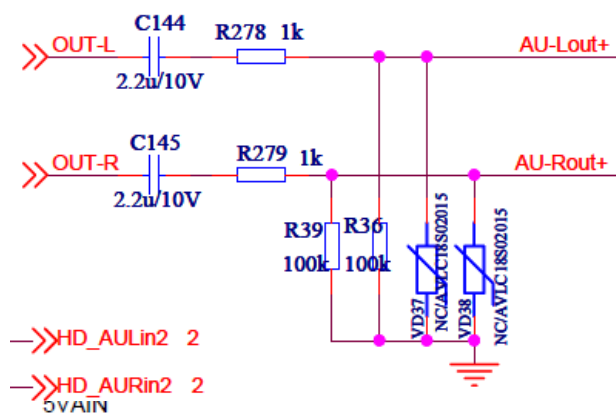 C144
OUT-L
R278 1k
AU-Lout+
2.2u/10V
C145
OUT-R
R279 1k
AU-Rout+
2.2u/10V
R39
100k
R36
100k
VD37
NC/AVLC18S02015
VD38
NC/AVLC18S02015
HD_AULin2 2
HD_AURin2 2
5VAIN